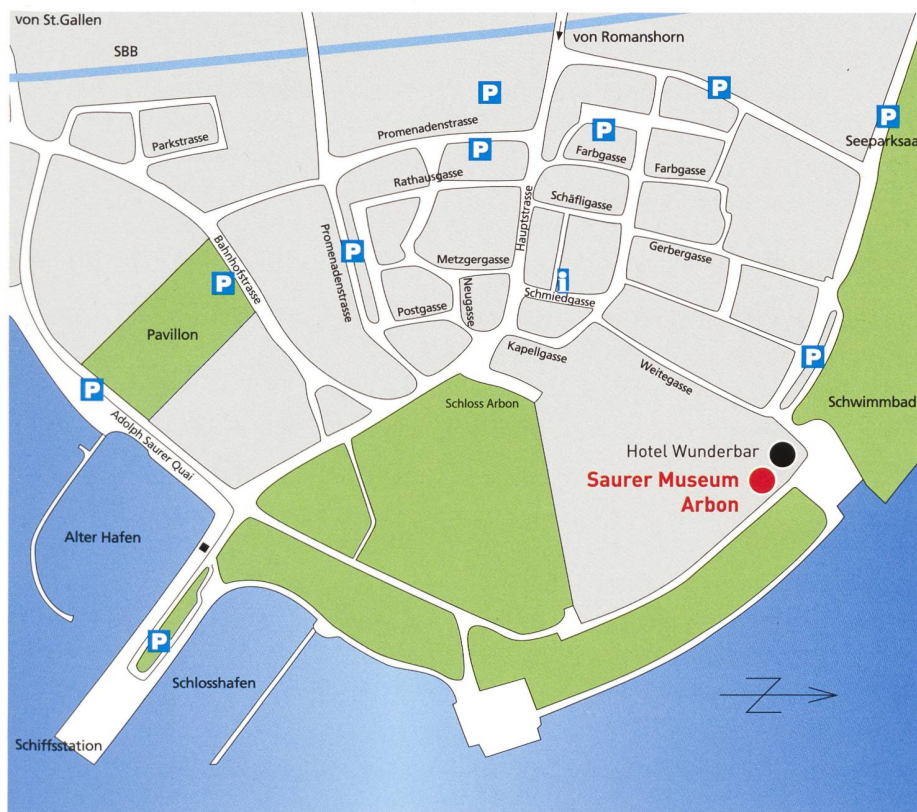 von St.Gallen
SBB
von Romanshorn
P
P
P
P
P
Promenadenstrasse
Parkstrasse
Farbgasse
Farbgasse
Seeparksaa
Rathausgasse
Schäfligasse
Hauptstrasse
Promenadenstrasse
Bahnhofstrasse
P
P
Metzgergasse
Gerbergasse
i
Neugasse
Schmiedgasse
Postgasse
Pavillon
Kapellgasse
Weitegasse
P
P
Schloss Arbon
Schwimmbad
Adolph Saurer Quai
Hotel Wunderbar
Saurer Museum
Arbon
Alter Hafen
P
Schlosshafen
N
Schiffsstation